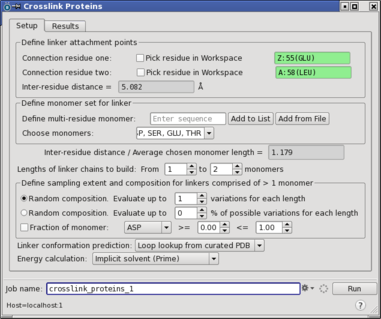 Crosslink Proteins
Setup Results
Define linker attachment points
Connection residue one: Pick residue in Workspace Z:55(GLU)
Connection residue two: Pick residue in Workspace A:58(LEU)
Inter-residue distance = 5.082 Å
Define monomer set for linker
Define multi-residue monomer: Enter sequence Add to List Add from File
Choose monomers: SP, SER, GLU, THR
Inter-residue distance / Average chosen monomer length = 1.179
Lengths of linker chains to build: From 1 to 2 monomers
Define sampling extent and composition for linkers comprised of > 1 monomer
Random composition. Evaluate up to 1 variations for each length
Random composition. Evaluate up to 0 % of possible variations for each length
Fraction of monomer: ASP >= 0.00 <= 1.00
Linker conformation prediction: Loop lookup from curated PDB
Energy calculation: Implicit solvent (Prime)
Job name: crosslink_proteins_1 Run
Host=localhost:1 ?